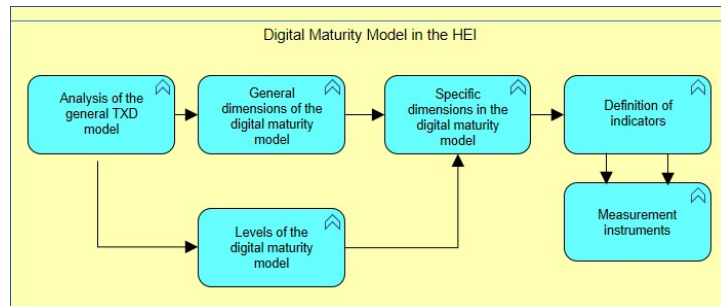 Digital Maturity Model in the HEI
Analysis of the
general TXD
model
General
dimensions of the
digital maturity
model
Specific
dimensions in the
digital maturity
model
Definition of
indicators
Levels of the
digital maturity
model
Measurement
instruments